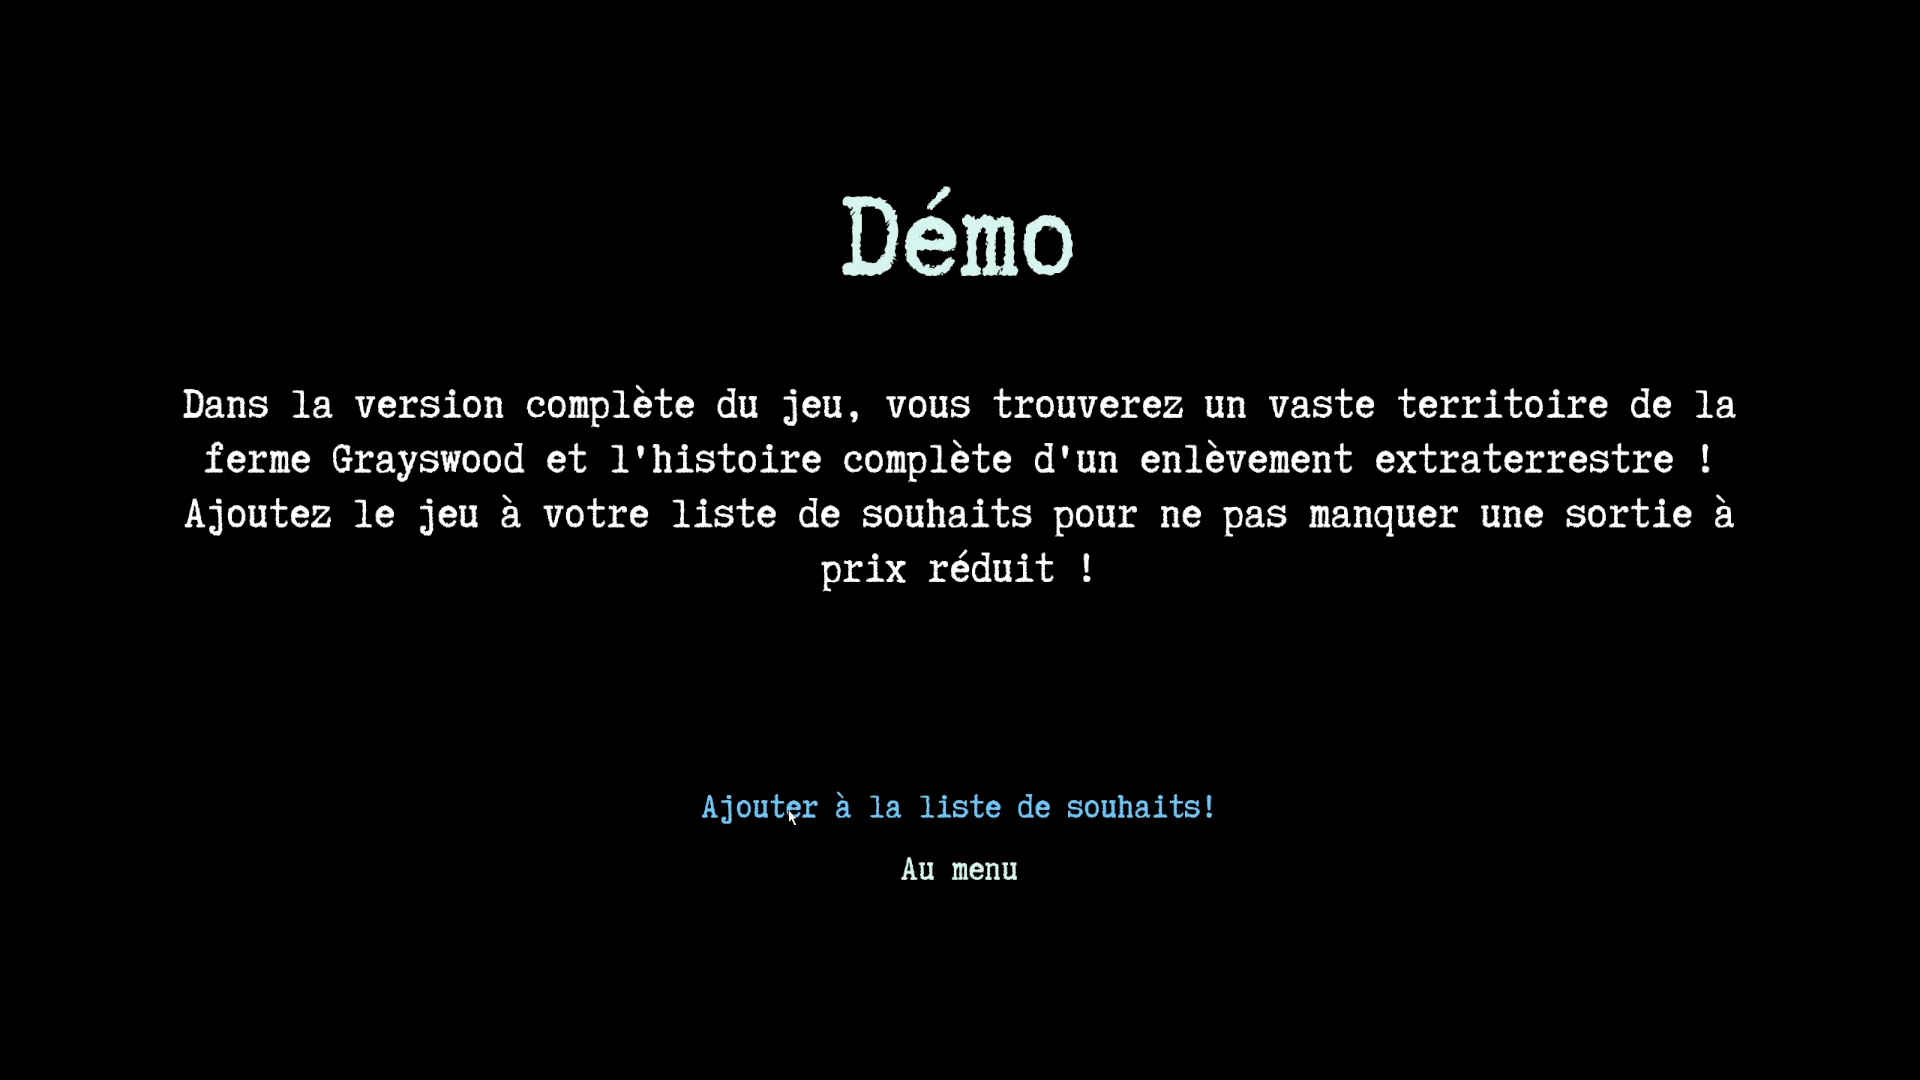 Démo
Dans la version complète du jeu, vous trouverez un vaste territoire de la
ferme Grayswood et l'histoire complète d'un enlèvement extraterrestre !
Ajoutez le jeu à votre liste de souhaits pour ne pas manquer une sortie à
prix réduit !
Ajouter à la liste de souhaits!
Au menu